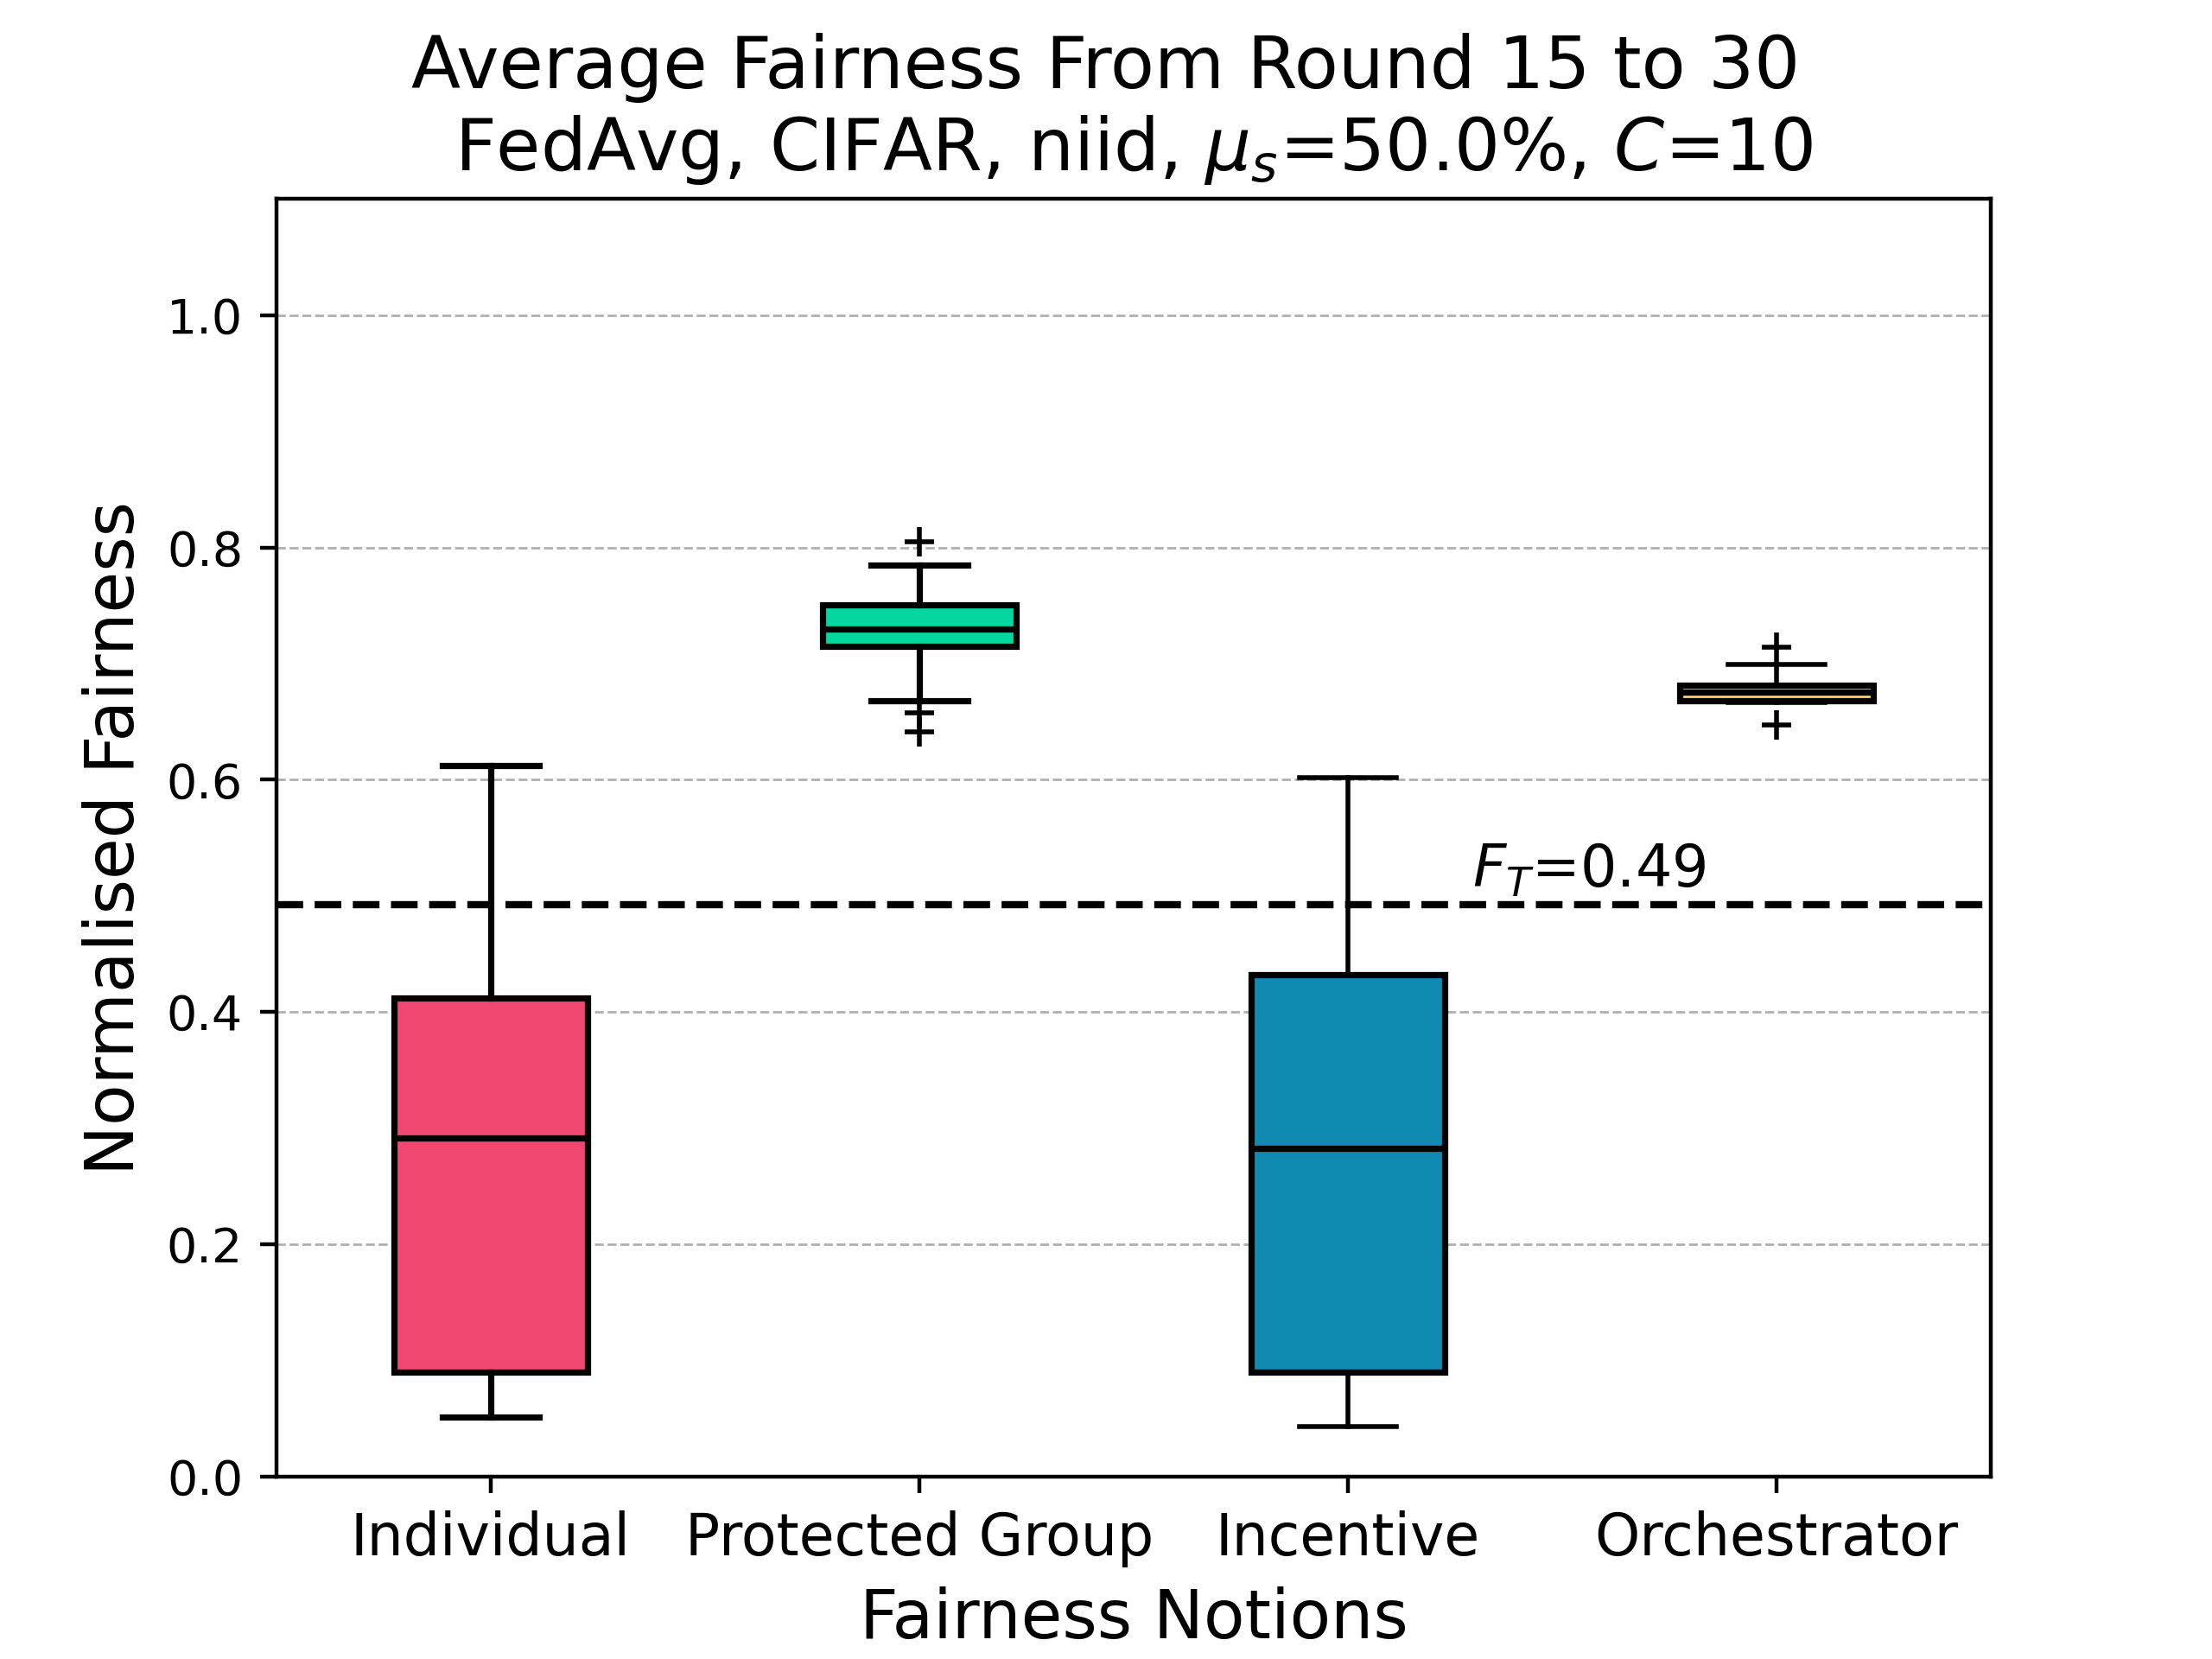 Average Fairness From Round 15 to 30
FedAvg, CIFAR, niid, μₛ=50.0%, C=10
1.0
0.8
0.6
0.4
0.2
0.0
Normalised Fairness
F_T=0.49
Individual
Protected Group
Incentive
Orchestrator
Fairness Notions